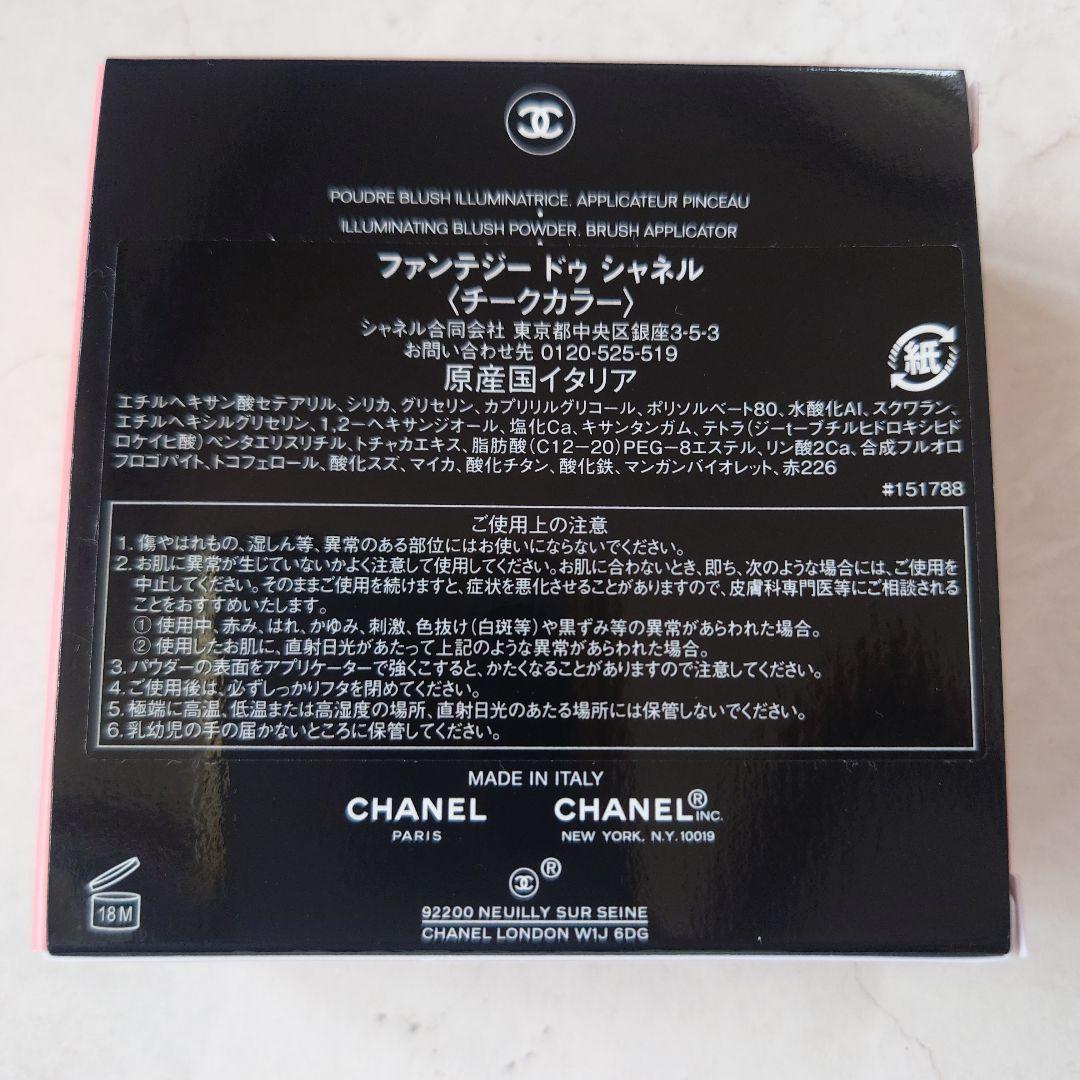 POUDRE BLUSH ILLUMINATRICE. APPLICATEUR PINCEAU
ILLUMINATING BLUSH POWDER. BRUSH APPLICATOR
ファンテジー ドゥ シャネル
〈チークカラー〉
シャネル合同会社 東京都中央区銀座3-5-3
お問い合わせ先 0120-525-519
原産国イタリア
紙
エチルヘキサン酸セテアリル、シリカ、グリセリン、カプリリルグリコール、ポリソルベート80、水酸化Al、スクワラン、
エチルヘキシルグリセリン、1,2-ヘキサンジオール、塩化Ca、キサンタンガム、テトラ(ジ-t-ブチルヒドロキシヒド
ロケイヒ酸)ペンタエリスリチル、トチャカエキス、脂肪酸(C12-20)PEG-8エステル、リン酸2Ca、合成フルオロ
フロゴパイト、トコフェロール、酸化スズ、マイカ、酸化チタン、酸化鉄、マンガンバイオレット、赤226
#151788
ご使用上の注意
1. 傷やはれもの、湿しん等、異常のある部位にはお使いにならないでください。
2. お肌に異常が生じていないかよく注意して使用してください。お肌に合わないとき、即ち、次のような場合には、ご使用を
中止してください。そのままご使用を続けますと、症状を悪化させることがありますので、皮膚科専門医等にご相談される
ことをおすすめいたします。
① 使用中、赤み、はれ、かゆみ、刺激、色抜け(白斑等)や黒ずみ等の異常があらわれた場合。
② 使用したお肌に、直射日光があたって上記のような異常があらわれた場合。
3. パウダーの表面をアプリケーターで強くこすると、かたくなることがありますので注意してください。
4. ご使用後は、必ずしっかりフタを閉めてください。
5. 極端に高温、低温または高湿度の場所、直射日光のあたる場所には保管しないでください。
6. 乳幼児の手の届かないところに保管してください。
MADE IN ITALY
CHANEL CHANEL® INC.
PARIS NEW YORK, N.Y. 10019
18M
®
92200 NEUILLY SUR SEINE
CHANEL LONDON W1J 6DG